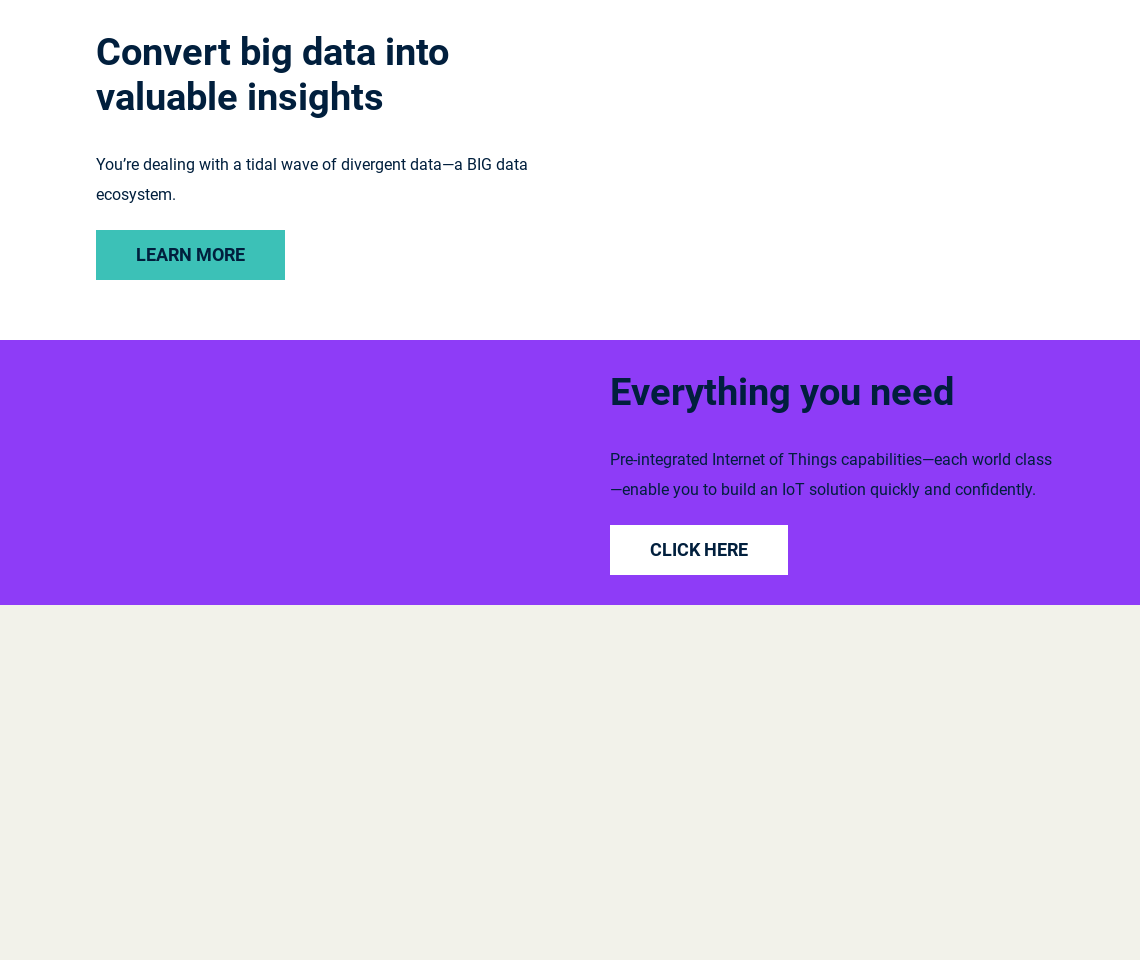 Convert big data into
valuable insights
You’re dealing with a tidal wave of divergent data—a BIG data
ecosystem.
LEARN MORE
Everything you need
Pre-integrated Internet of Things capabilities—each world class
—enable you to build an IoT solution quickly and confidently.
CLICK HERE